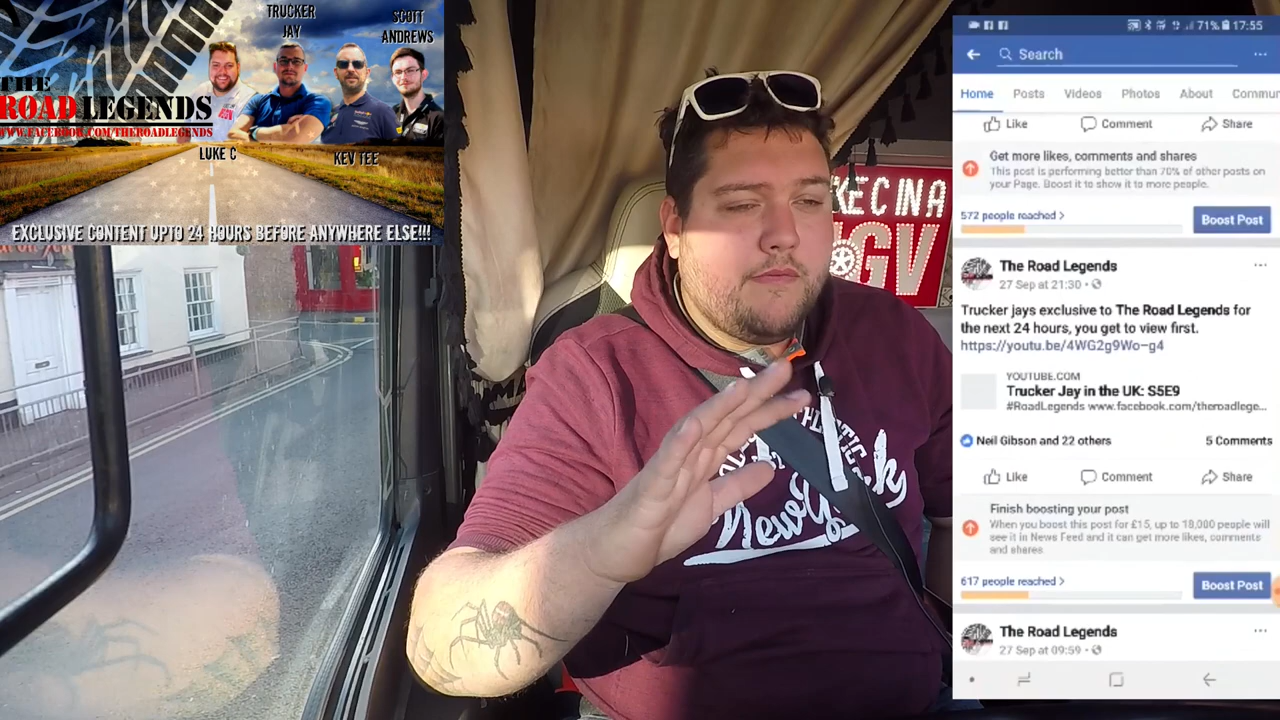 TRUCKER
JAY
SCOTT
ANDREWS
THE
ROAD LEGENDS
WWW.FACEBOOK.COM/THEROADLEGENDS
LUKE C
KEV TEE
EXCLUSIVE CONTENT UPTO 24 HOURS BEFORE ANYWHERE ELSE!!!
KEC IN A
GV
New York
71% 17:55
Search
Home Posts Videos Photos About Commun
Like Comment Share
Get more likes, comments and shares
This post is performing better than 70% of other posts on
your Page. Boost it to show it to more people.
572 people reached >
Boost Post
The Road Legends
27 Sep at 21:30
Trucker jays exclusive to The Road Legends for
the next 24 hours, you get to view first.
https://youtu.be/4WG2g9Wo-g4
YOUTUBE.COM
Trucker Jay in the UK: S5E9
#RoadLegends www.facebook.com/theroadlege...
Neil Gibson and 22 others 5 Comments
Like Comment Share
Finish boosting your post
When you boost this post for £15, up to 18,000 people will
see it in News Feed and it can get more likes, comments
and shares
617 people reached >
Boost Post
The Road Legends
27 Sep at 09:59